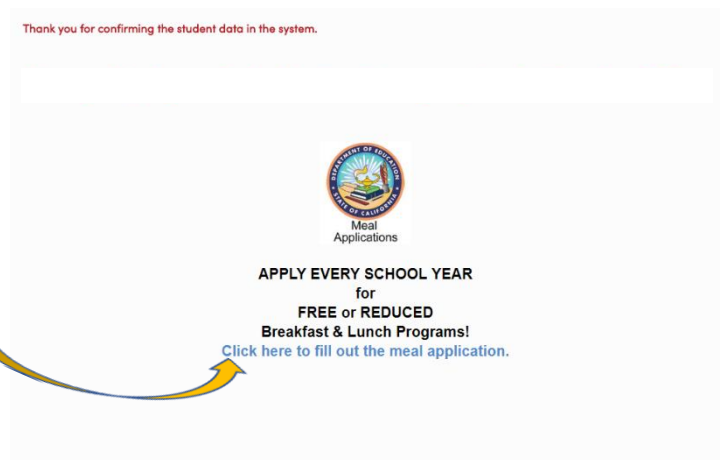 Thank you for confirming the student data in the system.
DEPARTMENT OF EDUCATION
STATE OF CALIFORNIA
Meal
Applications
APPLY EVERY SCHOOL YEAR
for
FREE or REDUCED
Breakfast & Lunch Programs!
Click here to fill out the meal application.